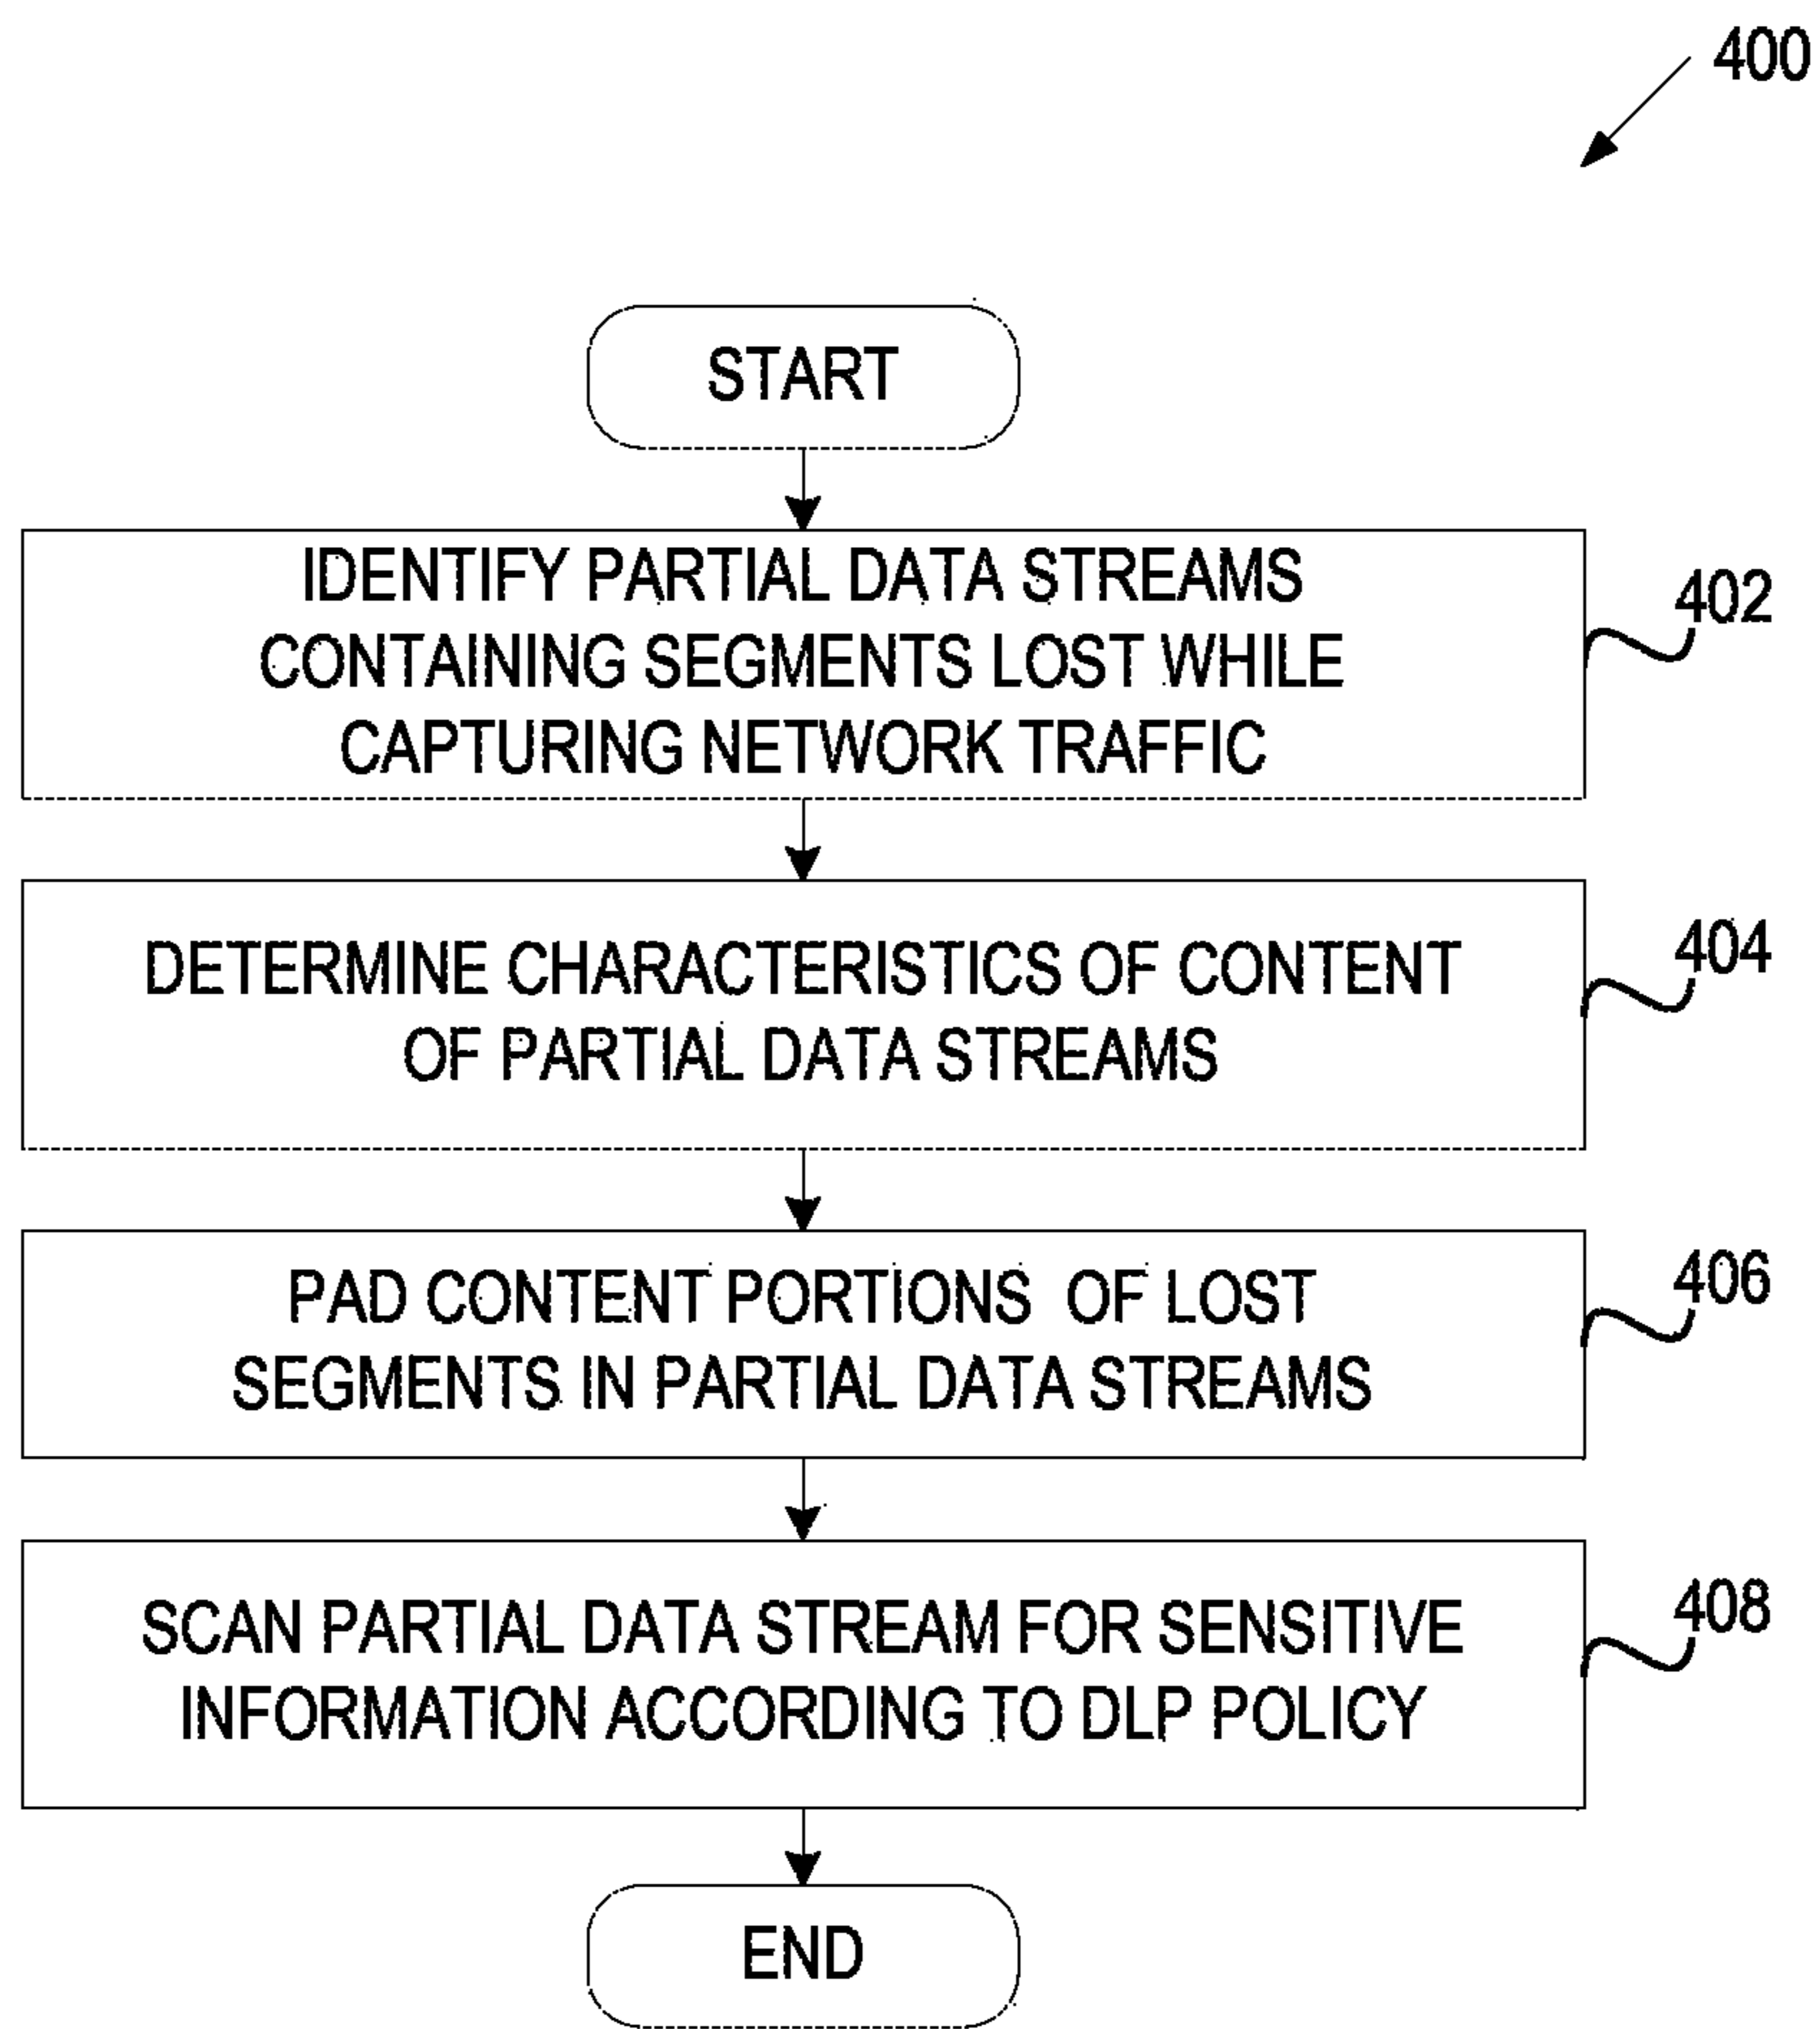 400
START
IDENTIFY PARTIAL DATA STREAMS
CONTAINING SEGMENTS LOST WHILE
CAPTURING NETWORK TRAFFIC
402
DETERMINE CHARACTERISTICS OF CONTENT
OF PARTIAL DATA STREAMS
404
PAD CONTENT PORTIONS OF LOST
SEGMENTS IN PARTIAL DATA STREAMS
406
SCAN PARTIAL DATA STREAM FOR SENSITIVE
INFORMATION ACCORDING TO DLP POLICY
408
END